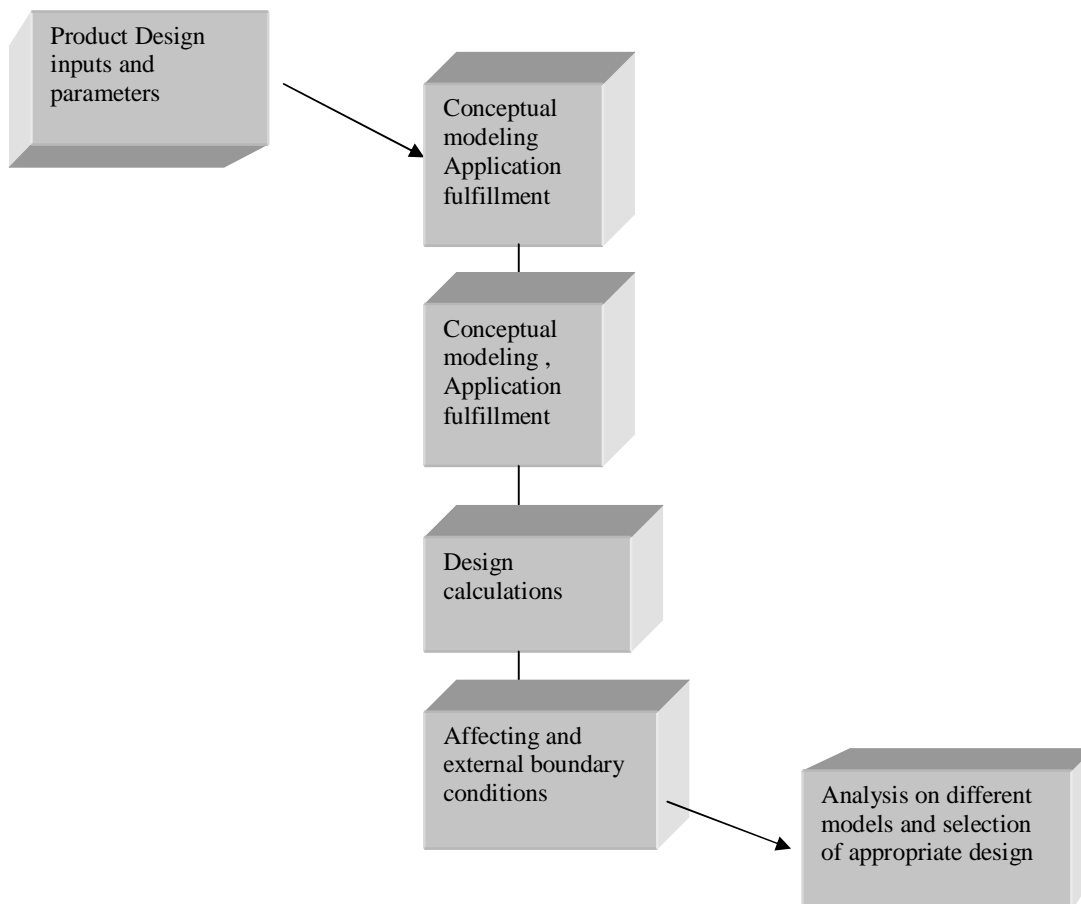 Product Design
inputs and
parameters
Conceptual
modeling
Application
fulfillment
Conceptual
modeling ,
Application
fulfillment
Design
calculations
Affecting and
external boundary
conditions
Analysis on different
models and selection
of appropriate design